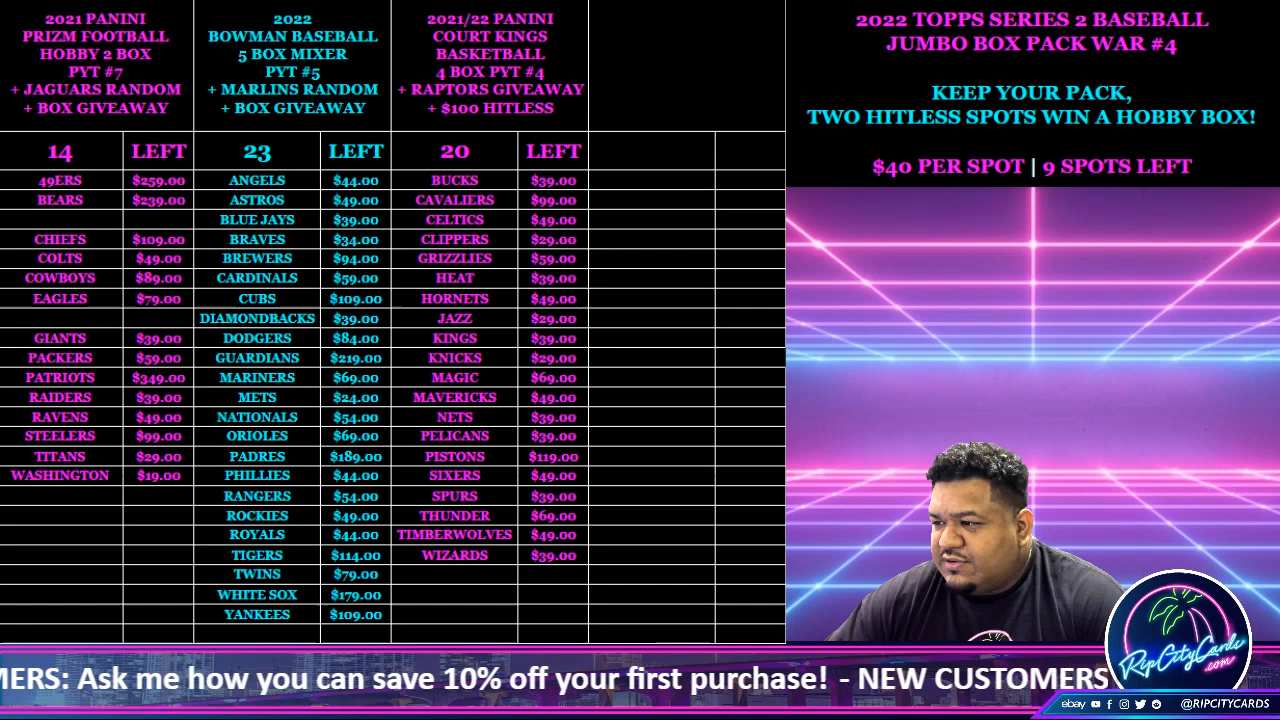 2021 PANINI
PRIZM FOOTBALL
HOBBY 2 BOX
PYT #7
+ JAGUARS RANDOM
+ BOX GIVEAWAY
14 LEFT
49ERS $259.00
BEARS $239.00
CHIEFS $109.00
COLTS $49.00
COWBOYS $89.00
EAGLES $79.00
GIANTS $39.00
PACKERS $59.00
PATRIOTS $349.00
RAIDERS $39.00
RAVENS $49.00
STEELERS $99.00
TITANS $29.00
WASHINGTON $19.00
2022
BOWMAN BASEBALL
5 BOX MIXER
PYT #5
+ MARLINS RANDOM
+ BOX GIVEAWAY
23 LEFT
ANGELS $44.00
ASTROS $49.00
BLUE JAYS $39.00
BRAVES $34.00
BREWERS $94.00
CARDINALS $59.00
CUBS $109.00
DIAMONDBACKS $39.00
DODGERS $84.00
GUARDIANS $219.00
MARINERS $69.00
METS $24.00
NATIONALS $54.00
ORIOLES $69.00
PADRES $189.00
PHILLIES $44.00
RANGERS $54.00
ROCKIES $49.00
ROYALS $44.00
TIGERS $114.00
TWINS $79.00
WHITE SOX $179.00
YANKEES $109.00
2021/22 PANINI
COURT KINGS
BASKETBALL
4 BOX PYT #4
+ RAPTORS GIVEAWAY
+ $100 HITLESS
20 LEFT
BUCKS $39.00
CAVALIERS $99.00
CELTICS $49.00
CLIPPERS $29.00
GRIZZLIES $59.00
HEAT $39.00
HORNETS $49.00
JAZZ $29.00
KINGS $39.00
KNICKS $29.00
MAGIC $69.00
MAVERICKS $49.00
NETS $39.00
PELICANS $39.00
PISTONS $119.00
SIXERS $49.00
SPURS $39.00
THUNDER $69.00
TIMBERWOLVES $49.00
WIZARDS $39.00
2022 TOPPS SERIES 2 BASEBALL
JUMBO BOX PACK WAR #4
KEEP YOUR PACK,
TWO HITLESS SPOTS WIN A HOBBY BOX!
$40 PER SPOT | 9 SPOTS LEFT
RipCityCards
.com
MERS: Ask me how you can save 10% off your first purchase! - NEW CUSTOMERS
ebay @RIPCITYCARDS